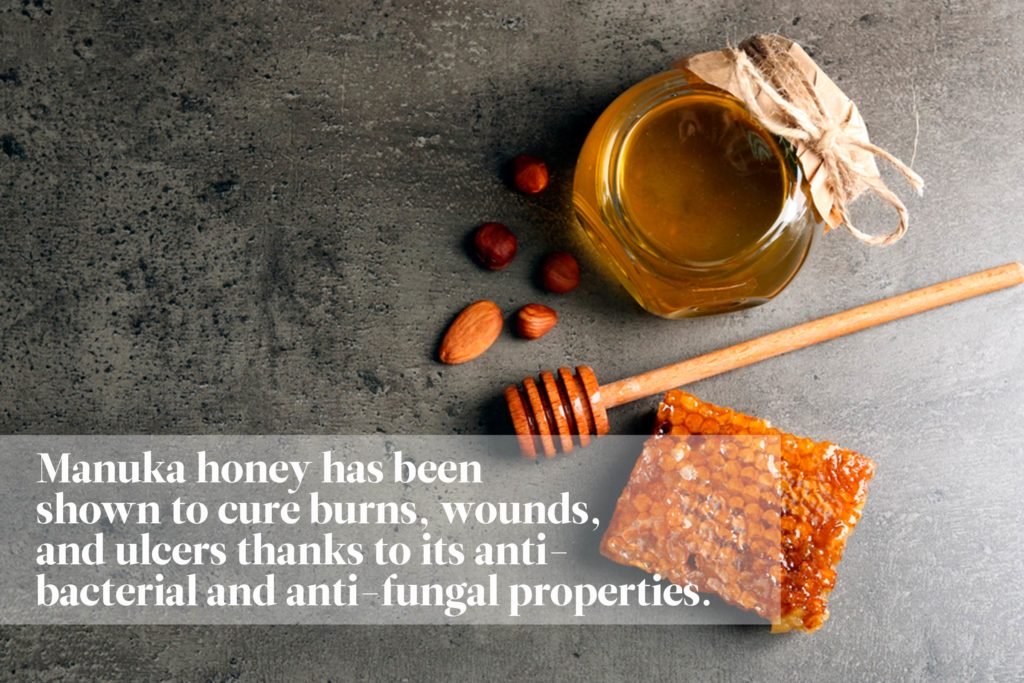 Manuka honey has been
shown to cure burns, wounds,
and ulcers thanks to its anti-
bacterial and anti-fungal properties.